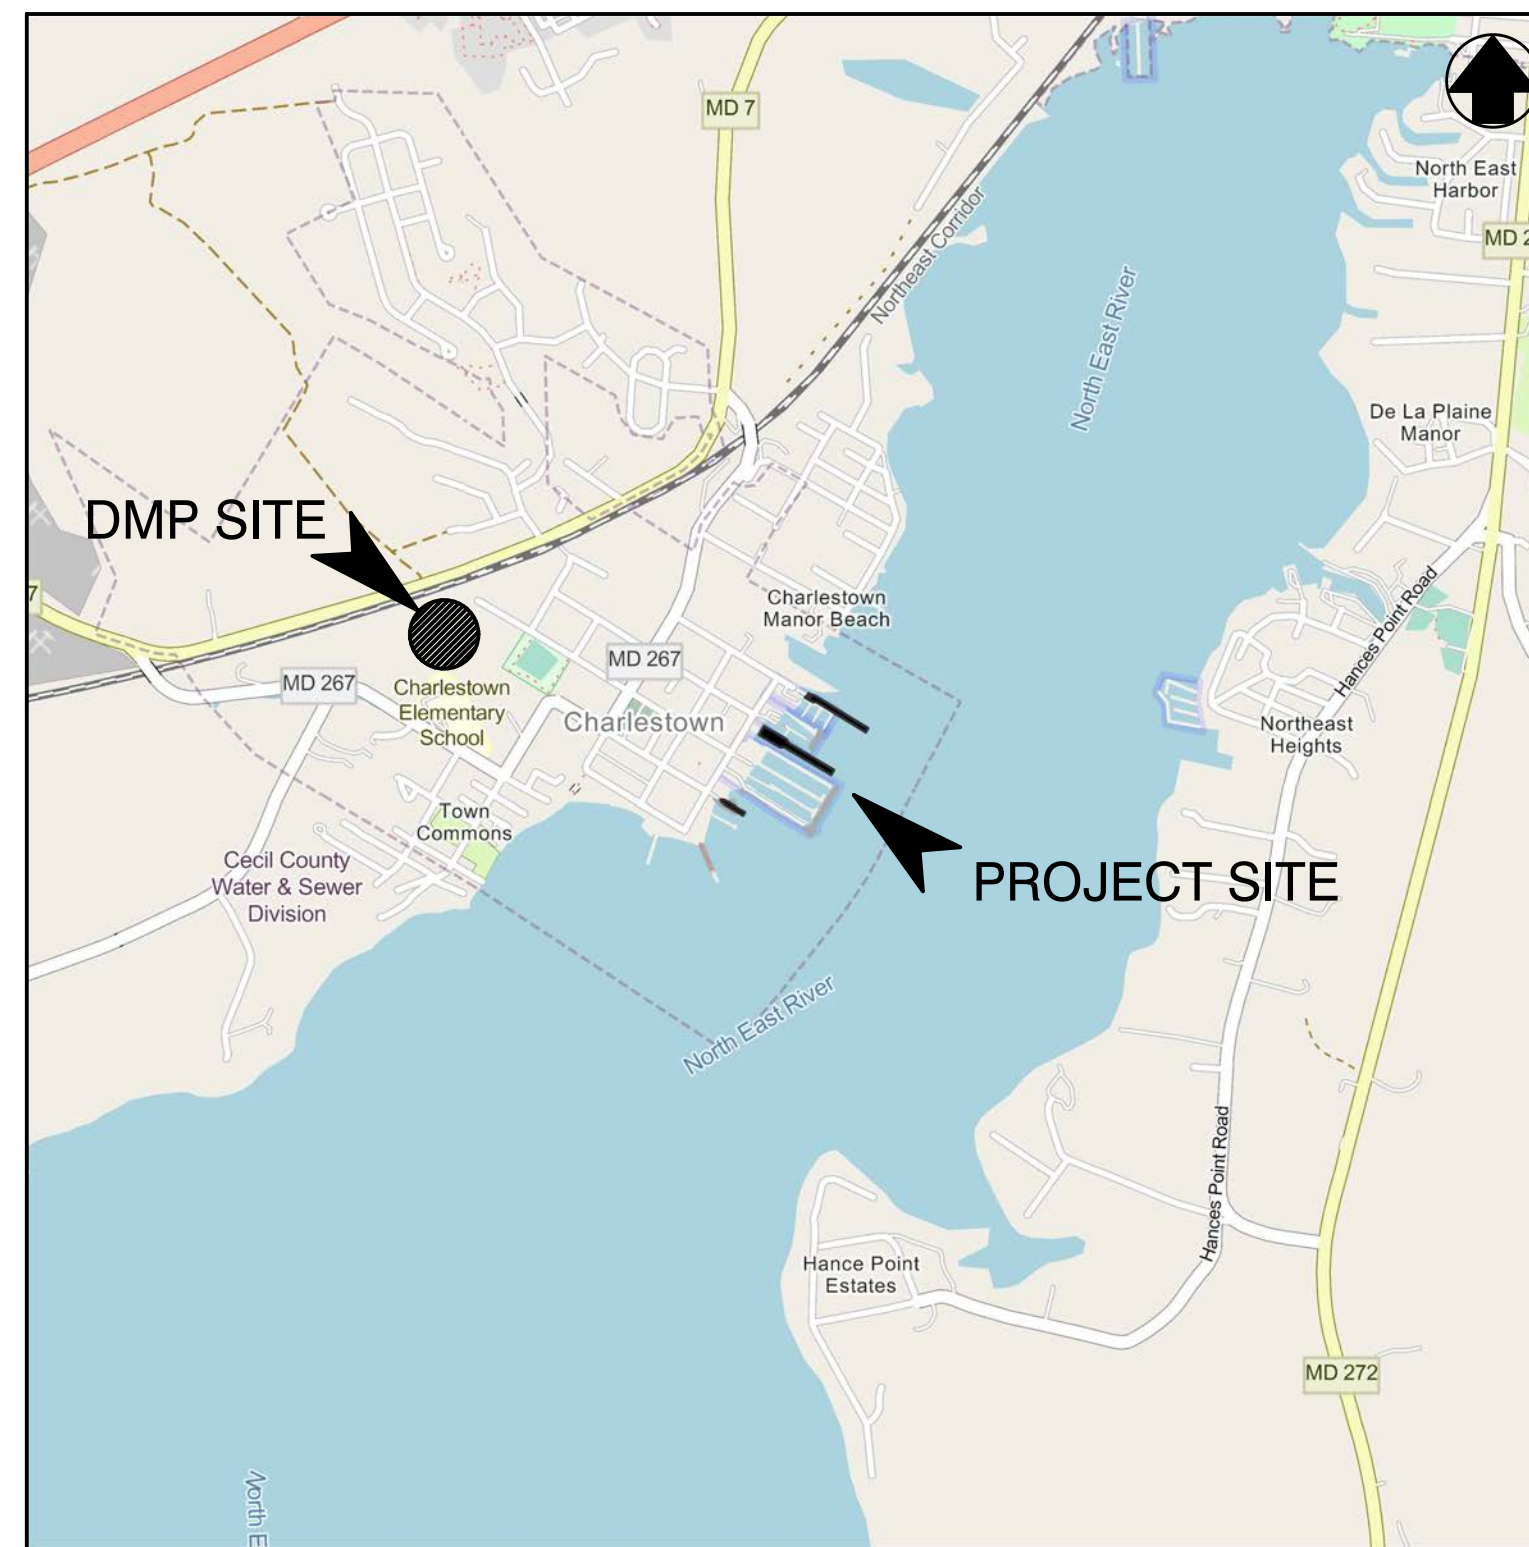 MD 7
North East
Harbor
MD 2
Northeast Corridor
North East River
De La Plaine
Manor
DMP SITE
7
Charlestown
Manor Beach
Hances Point Road
MD 267
MD 267
Charlestown
Elementary
School
Charlestown
Northeast
Heights
Town
Commons
Cecil County
Water & Sewer
Division
PROJECT SITE
North East River
Hances Point Road
Hance Point
Estates
MD 272
North E